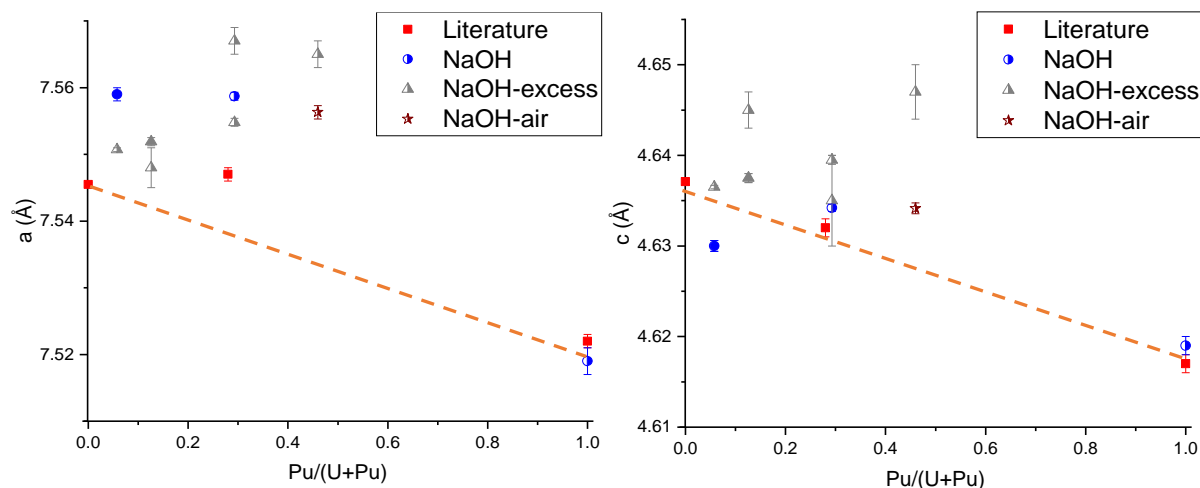 Literature
NaOH
NaOH-excess
NaOH-air
7.56
7.54
7.52
a (Å)
0.0 0.2 0.4 0.6 0.8 1.0
Pu/(U+Pu)
Literature
NaOH
NaOH-excess
NaOH-air
4.65
4.64
4.63
4.62
4.61
c (Å)
0.0 0.2 0.4 0.6 0.8 1.0
Pu/(U+Pu)